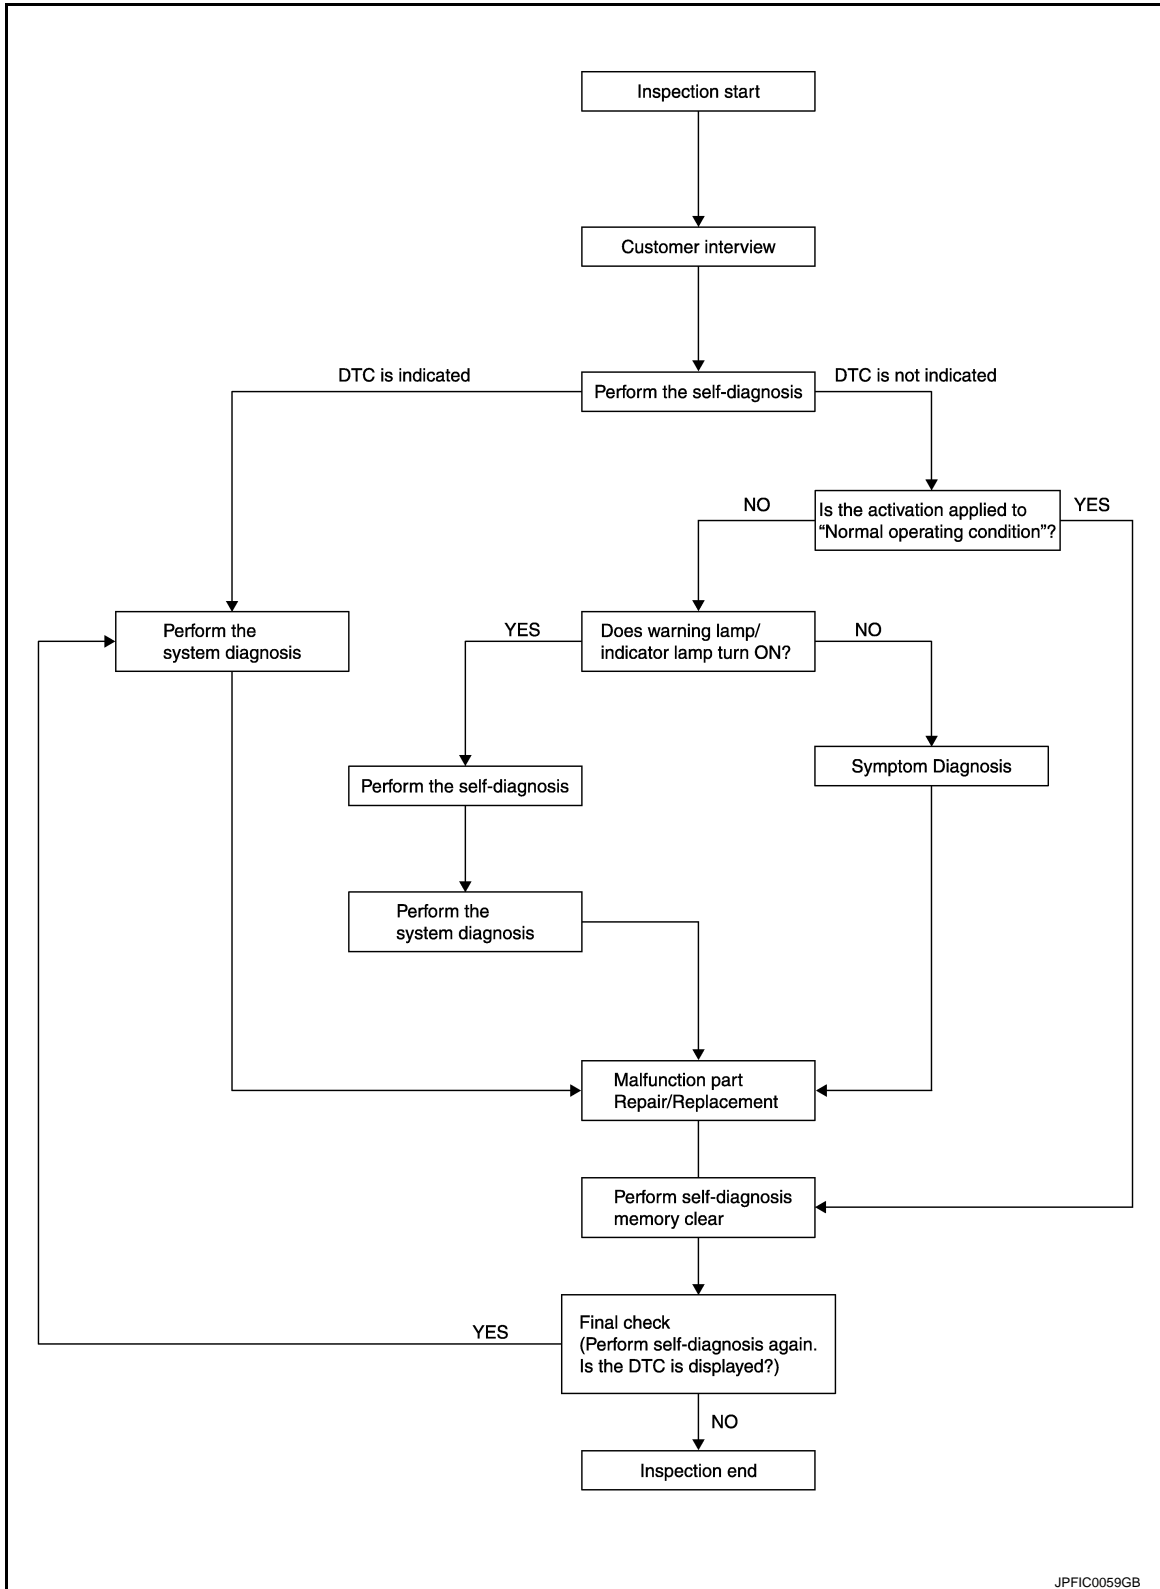 Inspection start
Customer interview
DTC is indicated
Perform the self-diagnosis
DTC is not indicated
NO
Is the activation applied to
“Normal operating condition”?
YES
Perform the
system diagnosis
YES
Does warning lamp/
indicator lamp turn ON?
NO
Perform the self-diagnosis
Symptom Diagnosis
Perform the
system diagnosis
Malfunction part
Repair/Replacement
Perform self-diagnosis
memory clear
YES
Final check
(Perform self-diagnosis again.
Is the DTC is displayed?)
NO
Inspection end
JPFIC0059GB